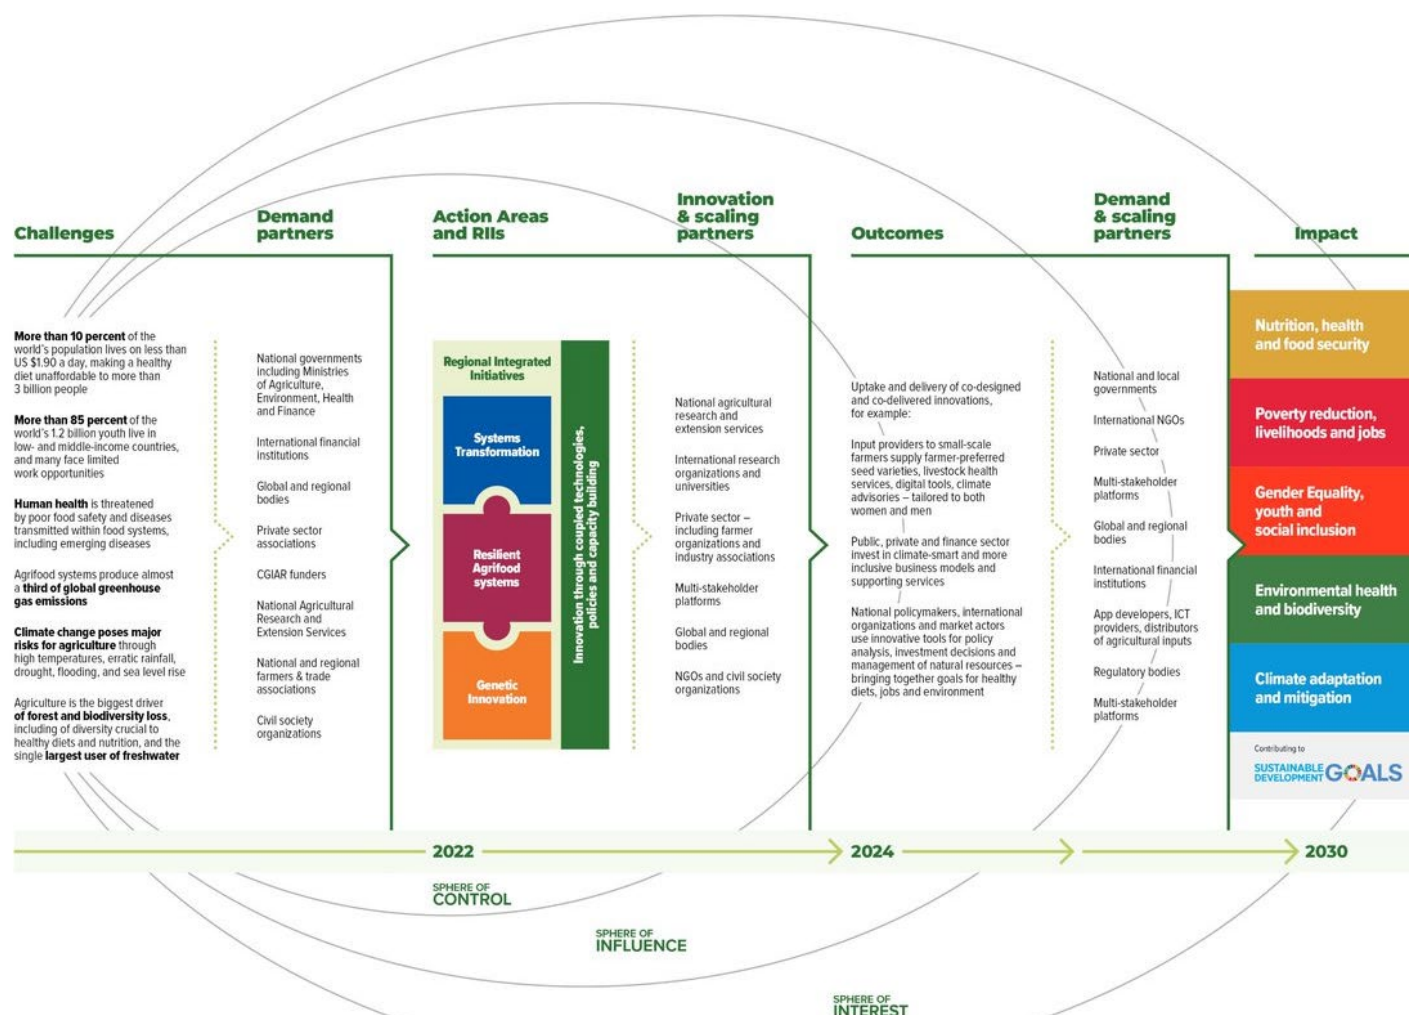 Challenges
More than 10 percent of the
world's population lives on less than
US $1.90 a day, making a healthy
diet unaffordable to more than
3 billion people
More than 85 percent of the
world's 1.2 billion youth live in
low- and middle-income countries,
and many face limited
work opportunities
Human health is threatened
by poor food safety and diseases
transmitted within food systems,
including emerging diseases
Agrifood systems produce almost
a third of global greenhouse
gas emissions
Climate change poses major
risks for agriculture through
high temperatures, erratic rainfall,
drought, flooding, and sea level rise
Agriculture is the biggest driver
of forest and biodiversity loss,
including of diversity crucial to
healthy diets and nutrition, and the
single largest user of freshwater
Demand
partners
National governments
including Ministries
of Agriculture,
Environment, Health
and Finance
International financial
institutions
Global and regional
bodies
Private sector
associations
CGIAR funders
National Agricultural
Research and
Extension Services
National and regional
farmers & trade
associations
Civil society
organizations
Action Areas
and RIIs
Regional Integrated
Initiatives
Systems
Transformation
Resilient
Agrifood
systems
Genetic
Innovation
Innovation through coupled technologies,
policies and capacity building
Innovation
& scaling
partners
National agricultural
research and
extension services
International research
organizations and
universities
Private sector –
including farmer
organizations and
industry associations
Multi-stakeholder
platforms
Global and regional
bodies
NGOs and civil society
organizations
Outcomes
Uptake and delivery of co-designed
and co-delivered innovations,
for example:
Input providers to small-scale
farmers supply farmer-preferred
seed varieties, livestock health
services, digital tools, climate
advisories – tailored to both
women and men
Public, private and finance sector
invest in climate-smart and more
inclusive business models and
supporting services
National policymakers, international
organizations and market actors
use innovative tools for policy
analysis, investment decisions and
management of natural resources –
bringing together goals for healthy
diets, jobs and environment
Demand
& scaling
partners
National and local
governments
International NGOs
Private sector
Multi-stakeholder
platforms
Global and regional
bodies
International financial
institutions
App developers, ICT
providers, distributors
of agricultural inputs
Regulatory bodies
Multi-stakeholder
platforms
Impact
Nutrition, health
and food security
Poverty reduction,
livelihoods and jobs
Gender Equality,
youth and
social inclusion
Environmental health
and biodiversity
Climate adaptation
and mitigation
Contributing to
SUSTAINABLE
DEVELOPMENT
GOALS
2022
2024
2030
SPHERE OF
CONTROL
SPHERE OF
INFLUENCE
SPHERE OF
INTEREST